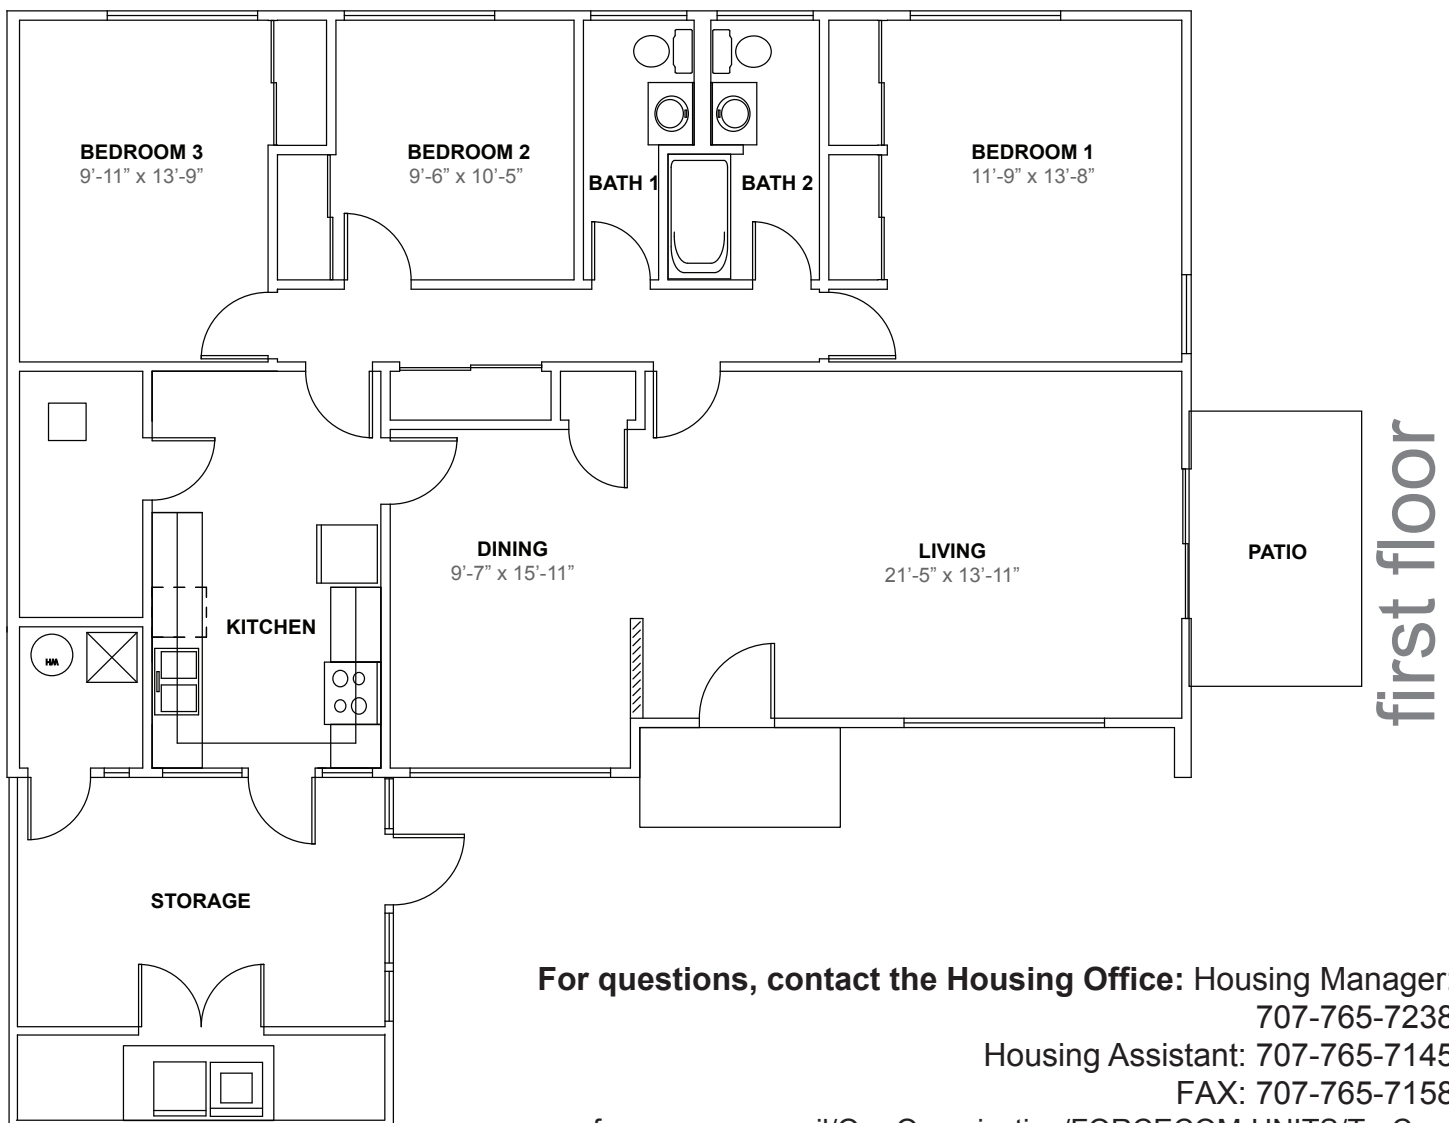 BEDROOM 3
9’-11” x 13’-9”
BEDROOM 2
9’-6” x 10’-5”
BATH 1
BATH 2
BEDROOM 1
11’-9” x 13’-8”
DINING
9’-7” x 15’-11”
LIVING
21’-5” x 13’-11”
PATIO
first floor
KITCHEN
WH
STORAGE
For questions, contact the Housing Office: Housing Manager:
707-765-7238
Housing Assistant: 707-765-7145
FAX: 707-765-7158